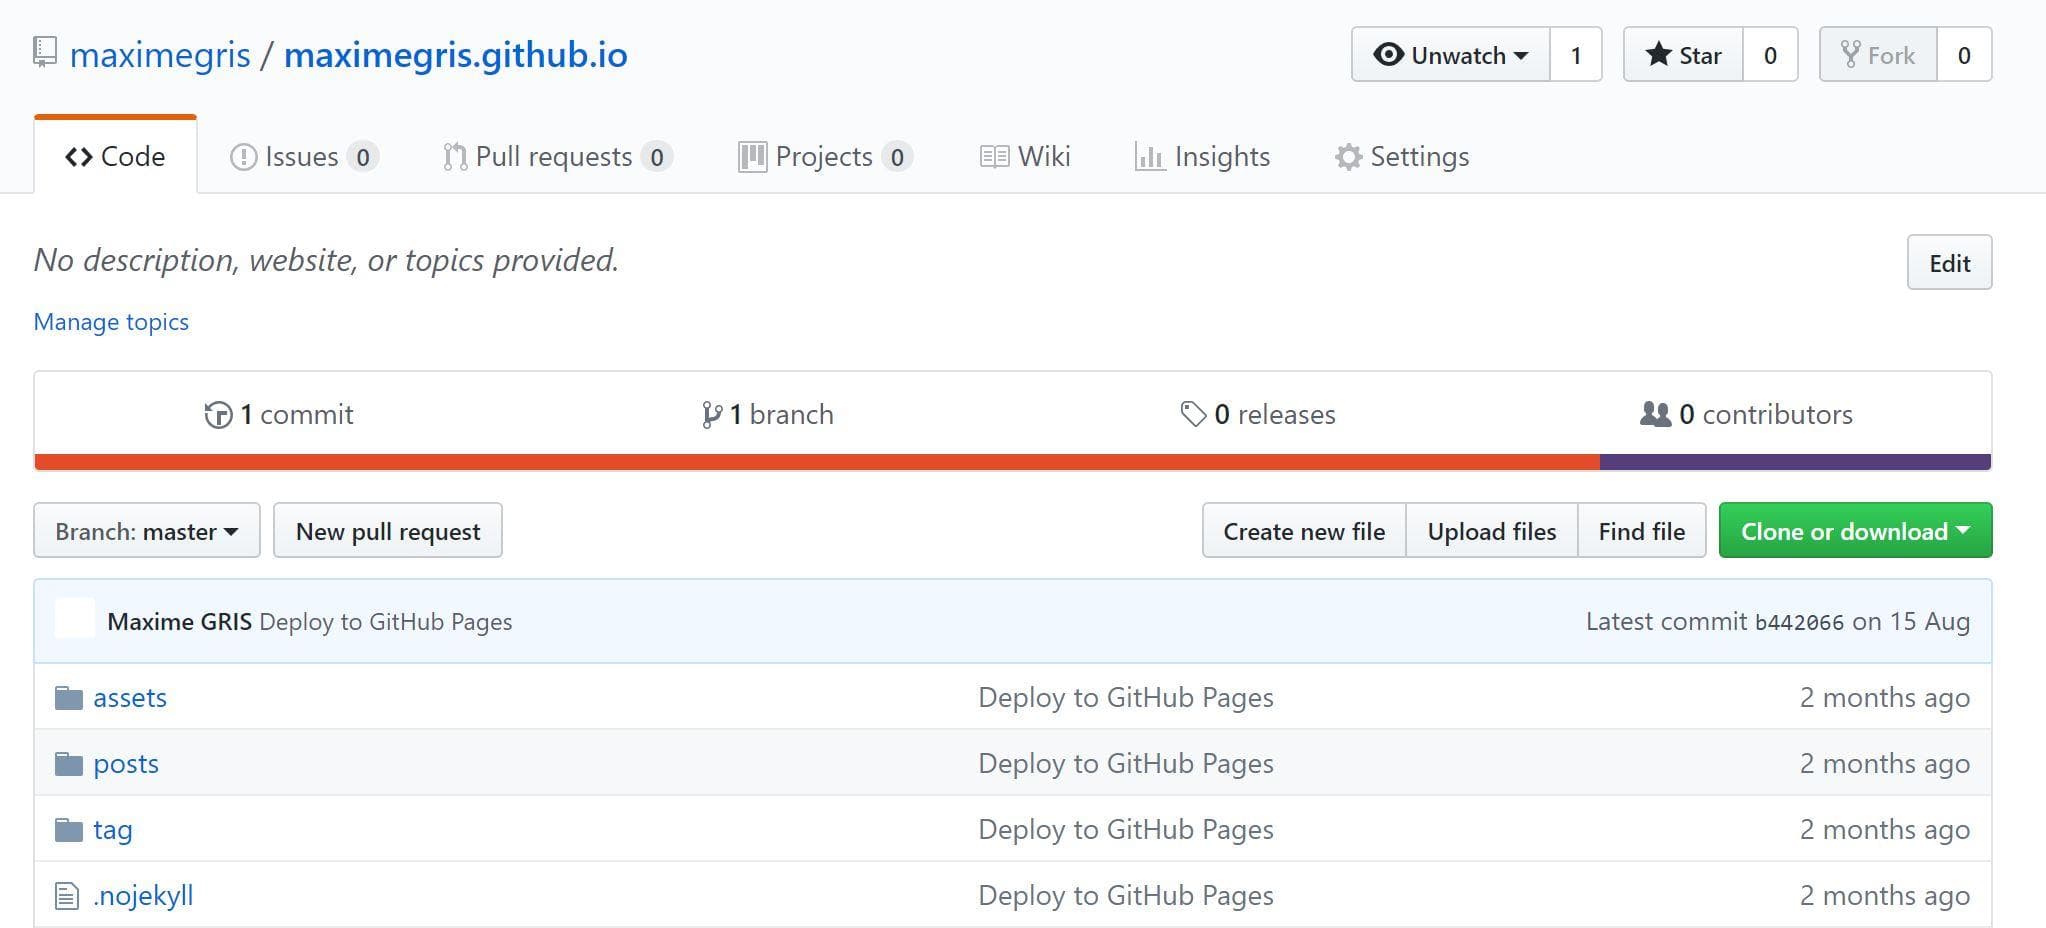 maximegris / maximegris.github.io
Unwatch 1 Star 0 Fork 0
Code Issues 0 Pull requests 0 Projects 0 Wiki Insights Settings
No description, website, or topics provided.
Edit
Manage topics
1 commit 1 branch 0 releases 0 contributors
Branch: master New pull request Create new file Upload files Find file Clone or download
Maxime GRIS Deploy to GitHub Pages Latest commit b442066 on 15 Aug
assets Deploy to GitHub Pages 2 months ago
posts Deploy to GitHub Pages 2 months ago
tag Deploy to GitHub Pages 2 months ago
.nojekyll Deploy to GitHub Pages 2 months ago